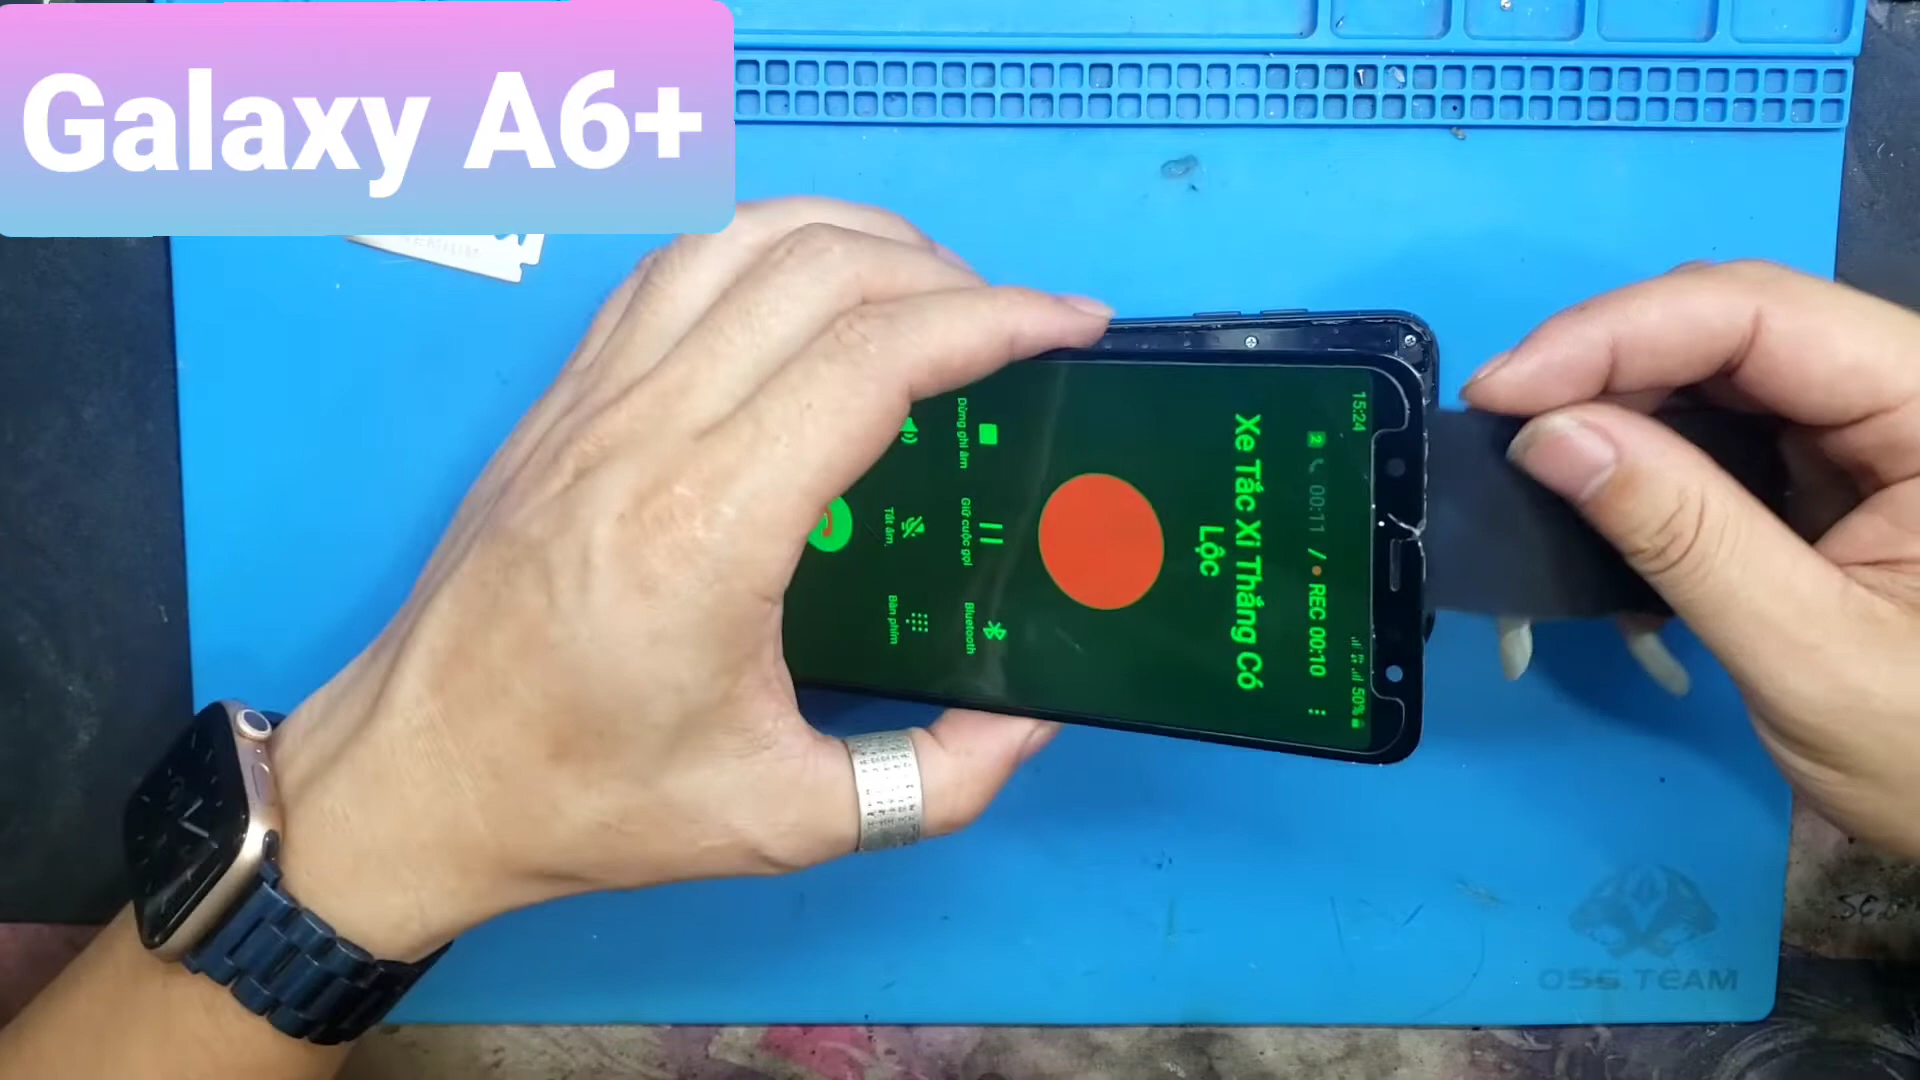 Galaxy A6+
15:24
50%
2 00:11 / REC 00:10
Xe Tắc Xi Thắng Có
Lộc
Dừng ghi âm
Giữ cuộc gọi
Bluetooth
Tắt âm
Bàn phím
OSS TEAM